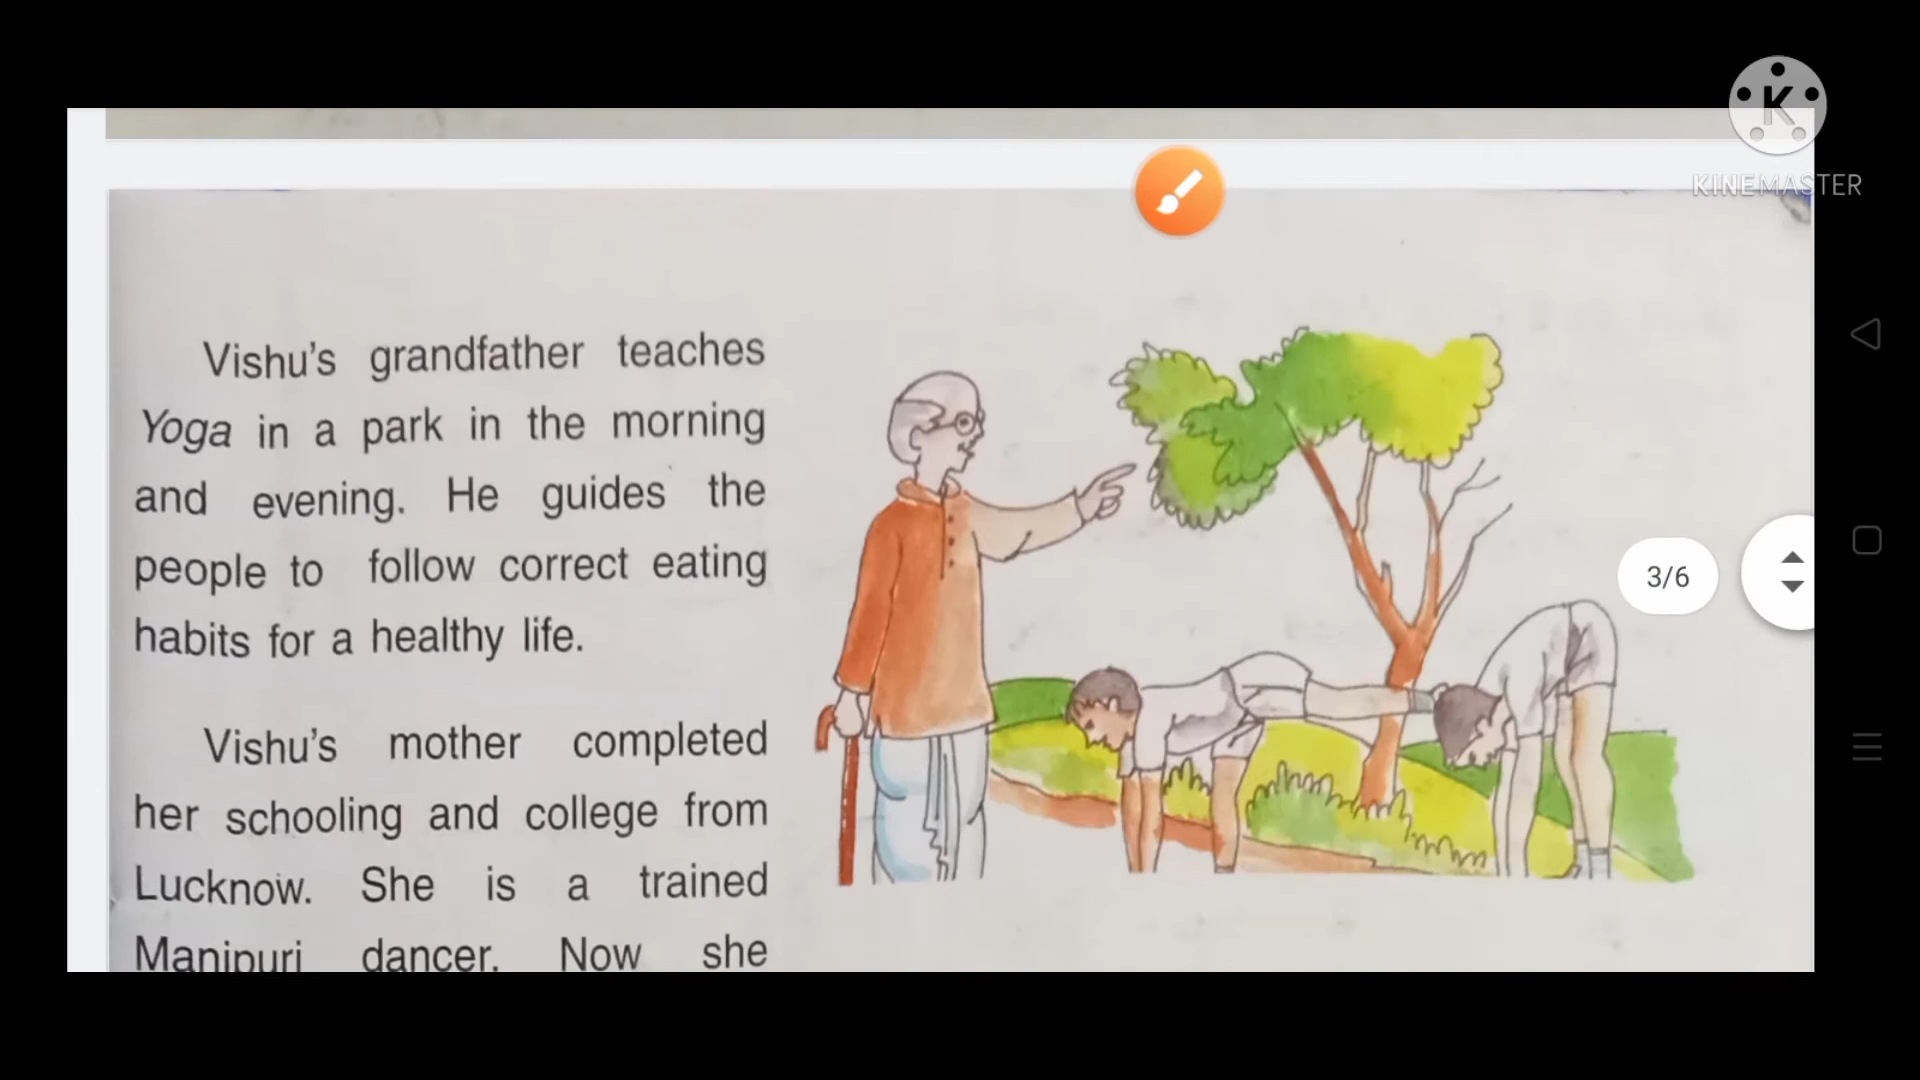 K
KINEMASTER
Vishu's grandfather teaches
Yoga in a park in the morning
and evening. He guides the
people to follow correct eating
habits for a healthy life.
3/6
Vishu's mother completed
her schooling and college from
Lucknow. She is a trained
Manipuri dancer. Now she